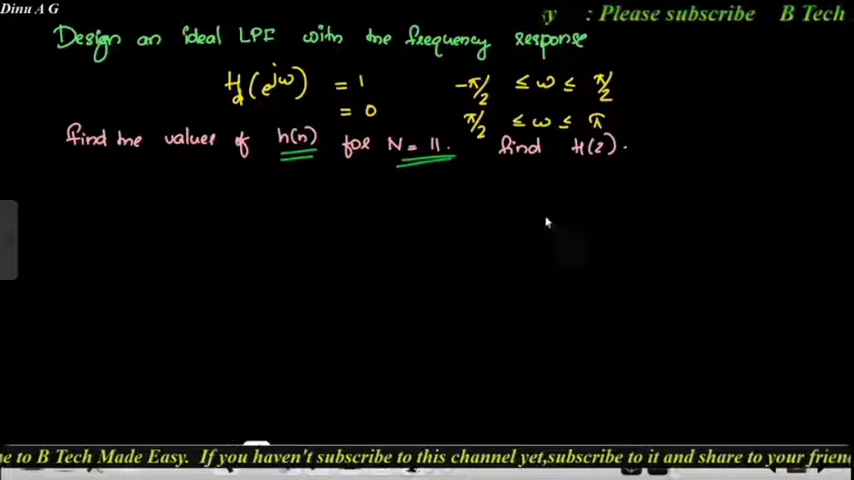 Dinu A G
y : Please subscribe B Tech
Design an ideal LPF with the frequency response
H_d(e^{jω}) = 1 -π/2 ≤ ω ≤ π/2
= 0 π/2 ≤ ω ≤ π
find the values of h(n) for N = 11. find H(z).
e to B Tech Made Easy. If you haven't subscribe to this channel yet,subscribe to it and share to your frien